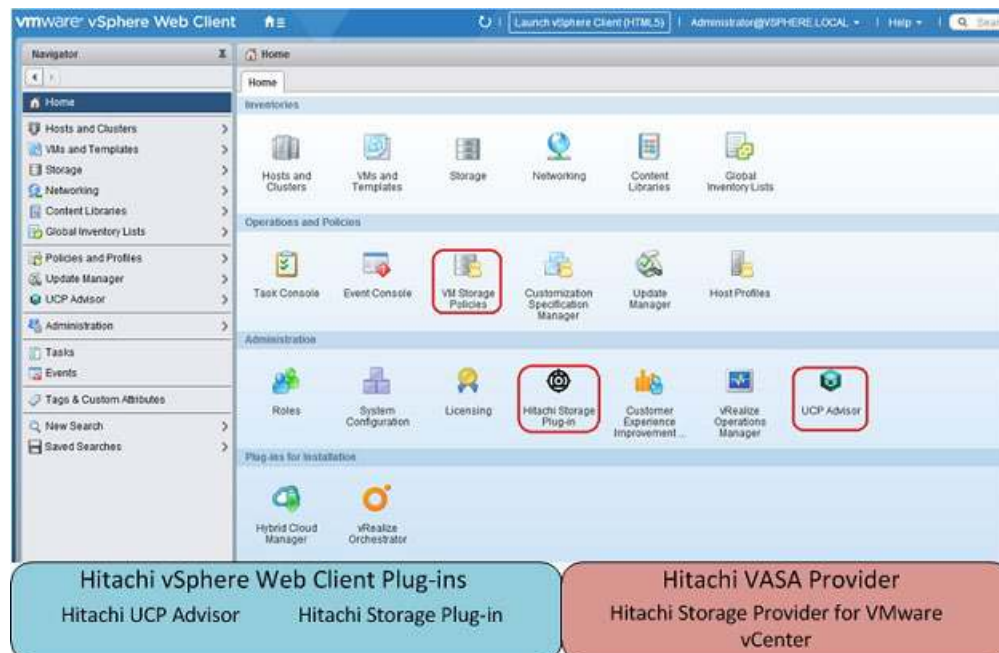 vmware® vSphere Web Client
Launch vSphere Client (HTML5) | Administrator@VSPHERE.LOCAL | Help
Navigator
Home
Hosts and Clusters
VMs and Templates
Storage
Networking
Content Libraries
Global Inventory Lists
Policies and Profiles
Update Manager
UCP Advisor
Administration
Tasks
Events
Tags & Custom Attributes
New Search
Saved Searches
Home
Home
Inventories
Hosts and
Clusters
VMs and
Templates
Storage
Networking
Content
Libraries
Global
Inventory Lists
Operations and Policies
Task Console
Event Console
VM Storage
Policies
Customization
Specification
Manager
Update
Manager
Host Profiles
Administration
Roles
System
Configuration
Licensing
Hitachi Storage
Plug-in
Customer
Experience
Improvement ...
vRealize
Operations
Manager
UCP Advisor
Plug-ins for Installation
Hybrid Cloud
Manager
vRealize
Orchestrator
Hitachi vSphere Web Client Plug-ins
Hitachi UCP Advisor Hitachi Storage Plug-in
Hitachi VASA Provider
Hitachi Storage Provider for VMware
vCenter